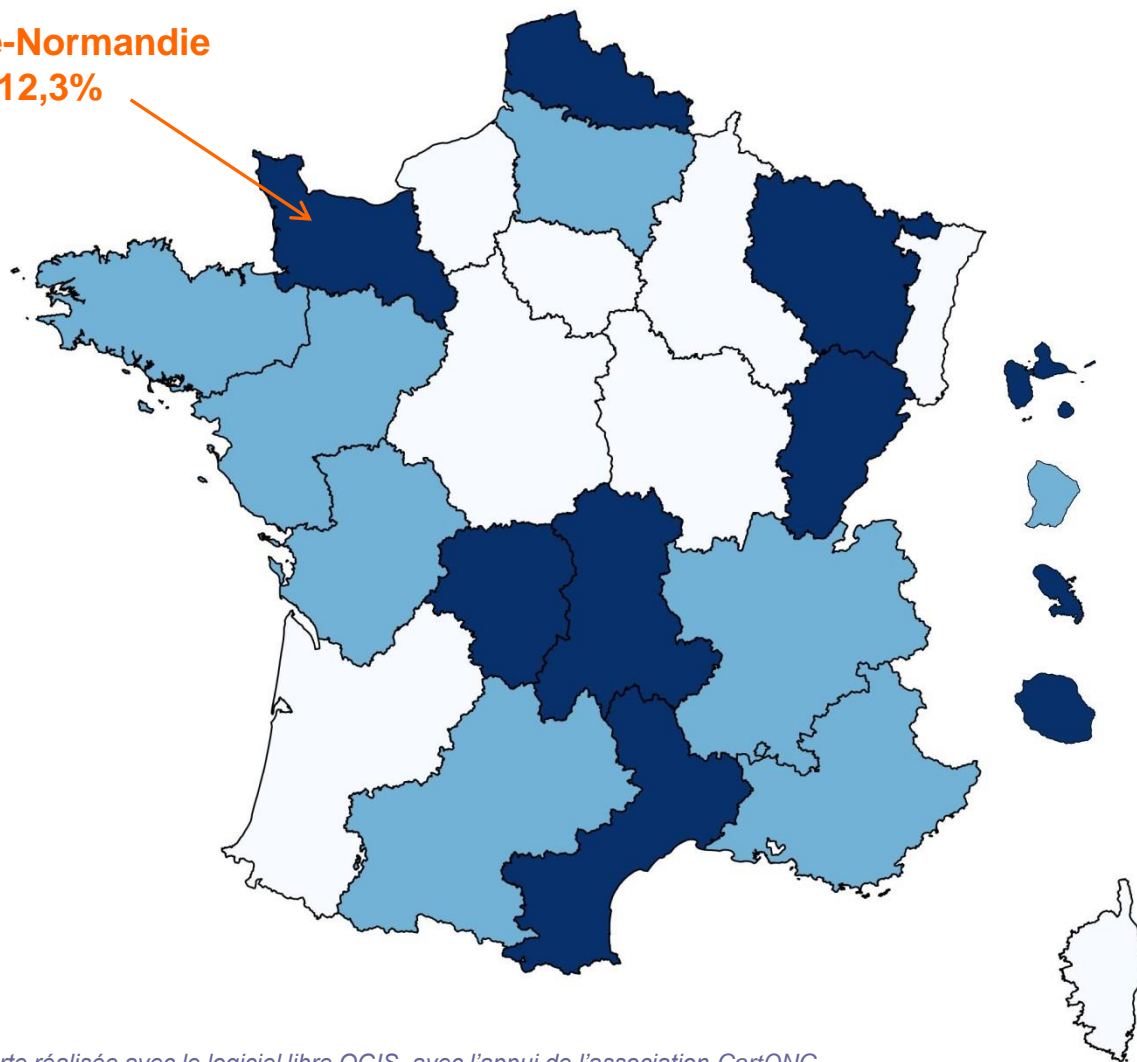 e-Normandie
12,3%
rte réalisée avec le logiciel libre QGIS, avec l'appui de l'association CartONG